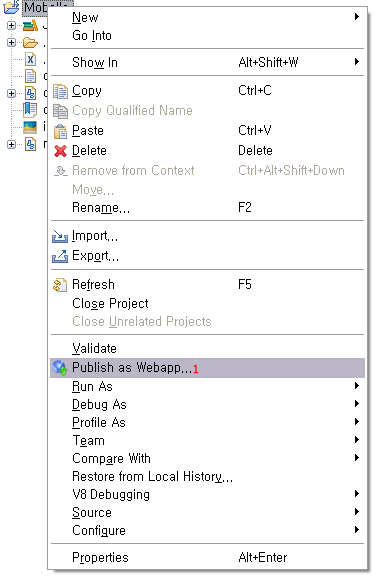 New
Go Into
Show In Alt+Shift+W
Copy Ctrl+C
Copy Qualified Name
Paste Ctrl+V
Delete Delete
Remove from Context Ctrl+Alt+Shift+Down
Move...
Rename... F2
Import...
Export...
Refresh F5
Close Project
Close Unrelated Projects
Validate
Publish as Webapp...1
Run As
Debug As
Profile As
Team
Compare With
Restore from Local History...
V8 Debugging
Source
Configure
Properties Alt+Enter